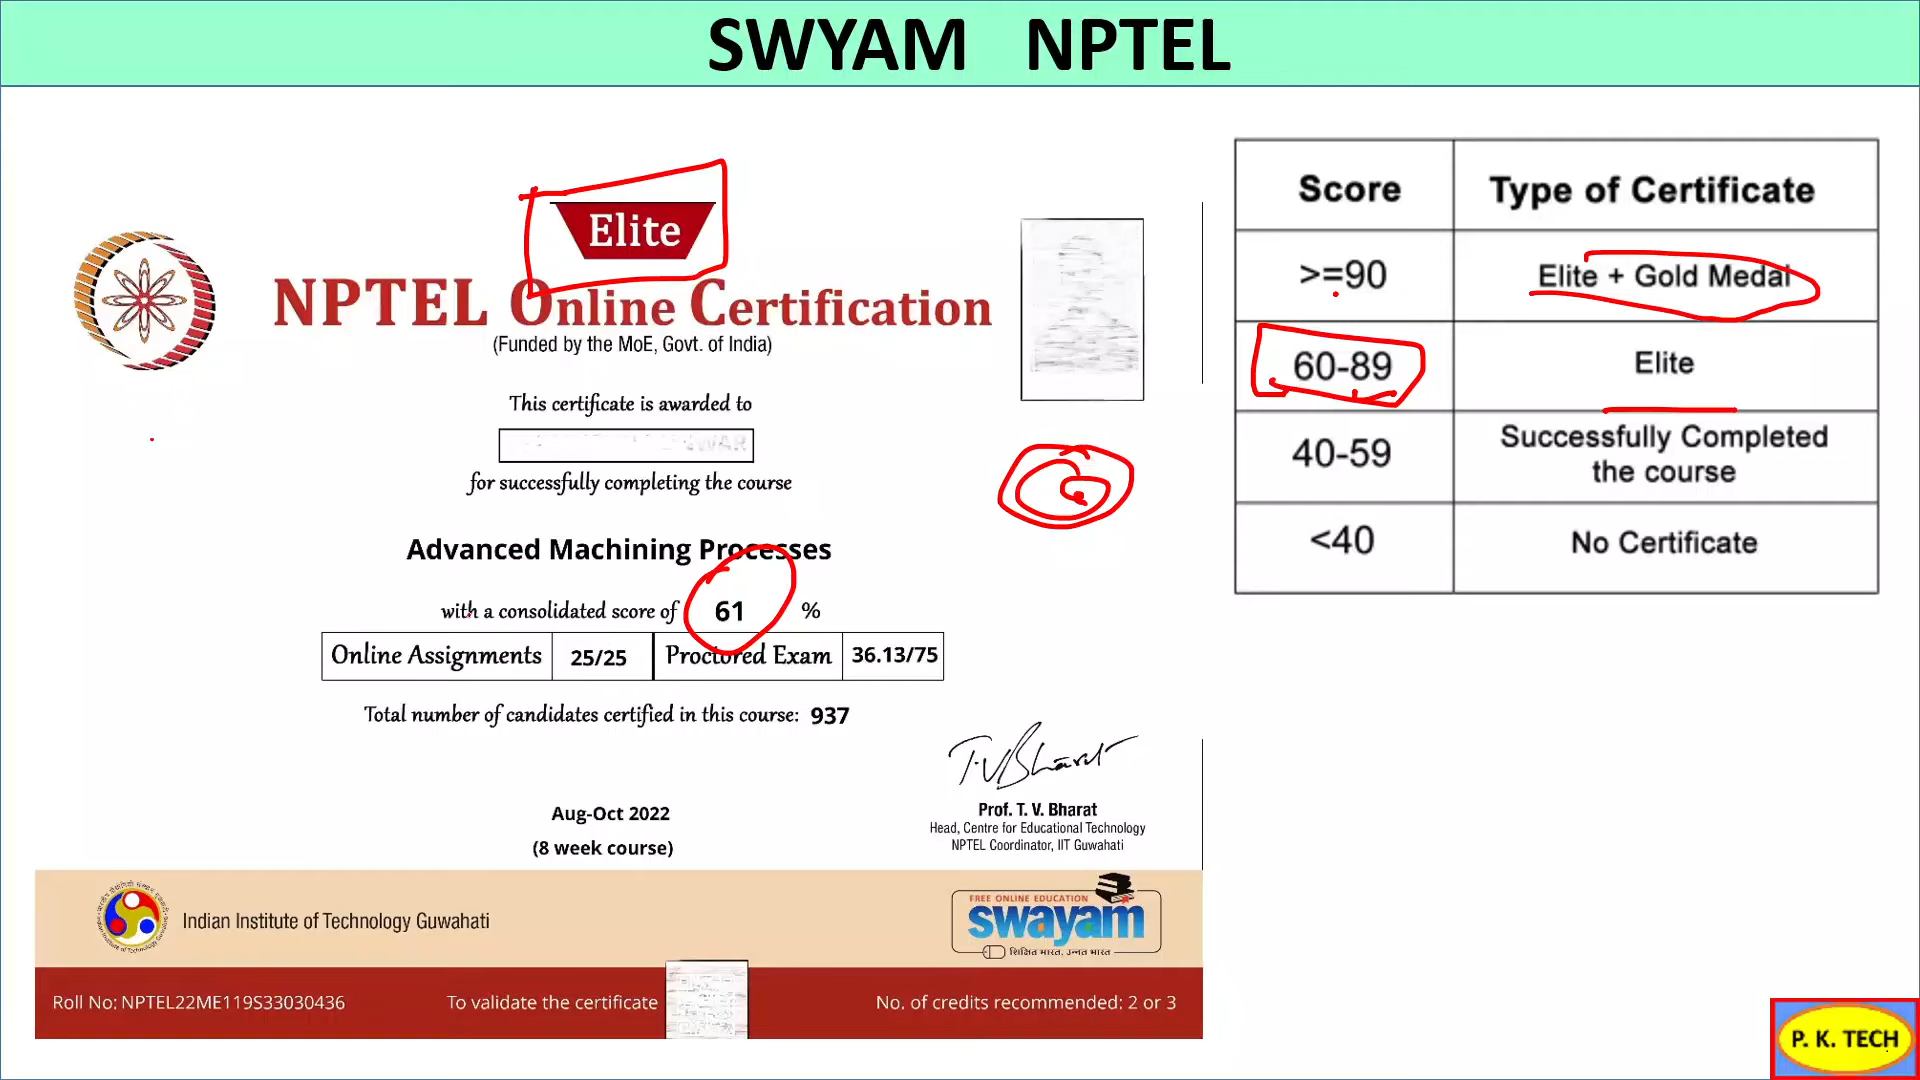 SWYAM NPTEL
Elite
NPTEL Online Certification
(Funded by the MoE, Govt. of India)
This certificate is awarded to
for successfully completing the course
Advanced Machining Processes
with a consolidated score of 61 %
Online Assignments 25/25 Proctored Exam 36.13/75
Total number of candidates certified in this course: 937
Aug-Oct 2022
(8 week course)
T.V.Bharat
Prof. T. V. Bharat
Head, Centre for Educational Technology
NPTEL Coordinator, IIT Guwahati
Indian Institute of Technology Guwahati
FREE ONLINE EDUCATION
swayam
शिक्षित भारत, उन्नत भारत
Roll No: NPTEL22ME119S33030436 To validate the certificate No. of credits recommended: 2 or 3
Score Type of Certificate
>=90 Elite + Gold Medal
60-89 Elite
40-59 Successfully Completed
the course
<40 No Certificate
P. K. TECH